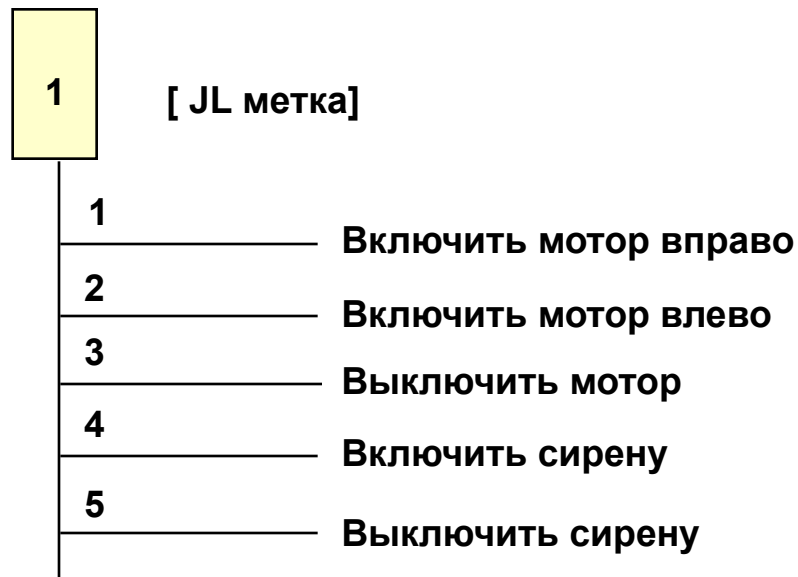 1
[ JL метка]
1
Включить мотор вправо
2
Включить мотор влево
3
Выключить мотор
4
Включить сирену
5
Выключить сирену